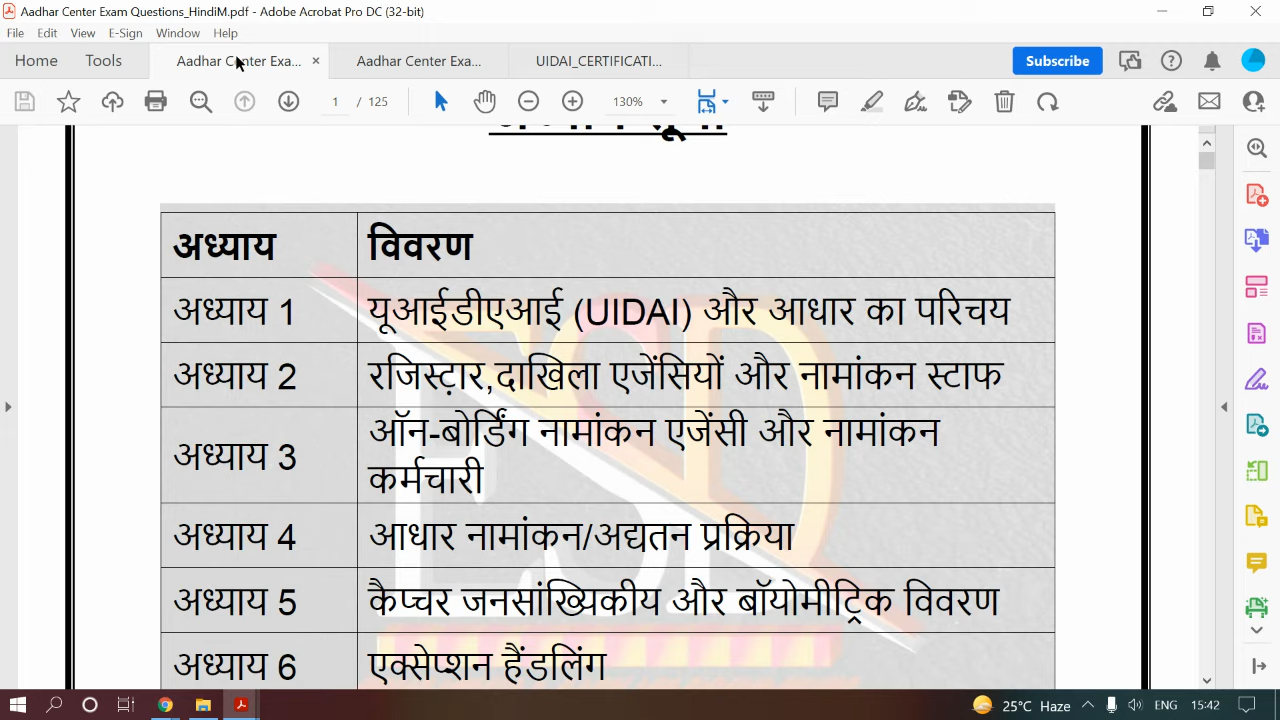 Aadhar Center Exam Questions_HindiM.pdf - Adobe Acrobat Pro DC (32-bit)
File Edit View E-Sign Window Help
Home Tools Aadhar Center Exa... × Aadhar Center Exa... UIDAI_CERTIFICATI... Subscribe
1 / 125 130%
अध्याय विवरण
अध्याय 1 यूआईडीएआई (UIDAI) और आधार का परिचय
अध्याय 2 रजिस्ट्रार,दाखिला एजेंसियों और नामांकन स्टाफ
अध्याय 3 ऑन-बोर्डिंग नामांकन एजेंसी और नामांकन
कर्मचारी
अध्याय 4 आधार नामांकन/अद्यतन प्रक्रिया
अध्याय 5 कैप्चर जनसांख्यिकीय और बॉयोमीट्रिक विवरण
अध्याय 6 एक्सेप्शन हैंडलिंग
25°C Haze ENG 15:42